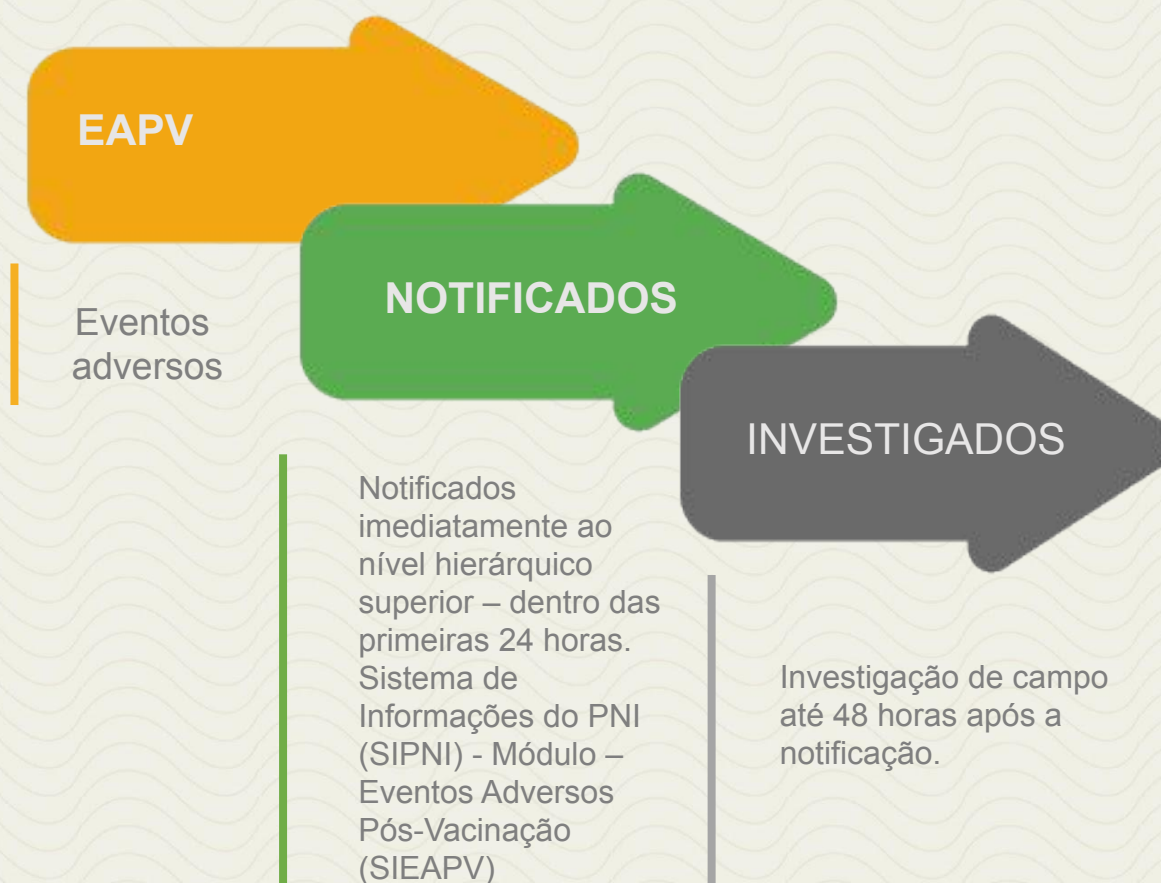 EAPV
Eventos
adversos
NOTIFICADOS
Notificados
imediatamente ao
nível hierárquico
superior – dentro das
primeiras 24 horas.
Sistema de
Informações do PNI
(SIPNI) - Módulo –
Eventos Adversos
Pós-Vacinação
(SIEAPV)
INVESTIGADOS
Investigação de campo
até 48 horas após a
notificação.